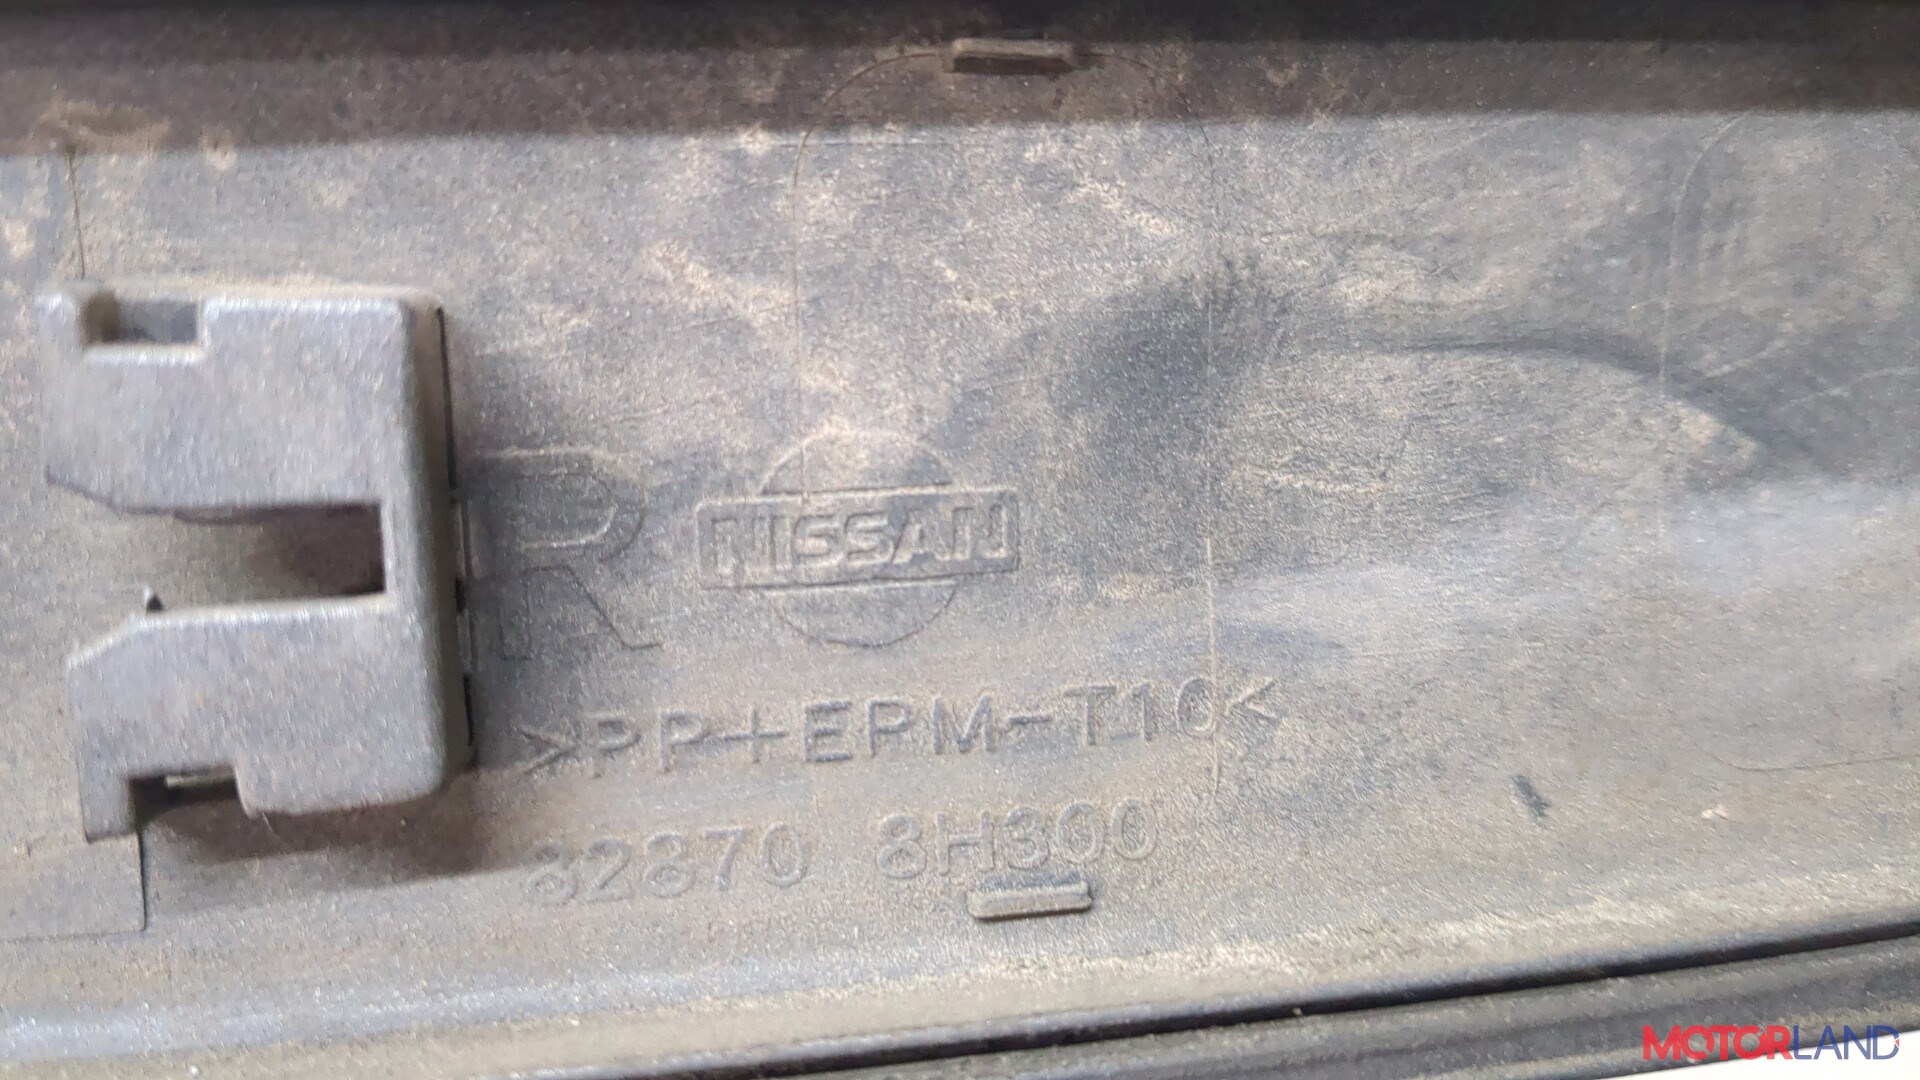 R
NISSAN
>PP+EPM-T10<
82870 8H300
MOTORLAND